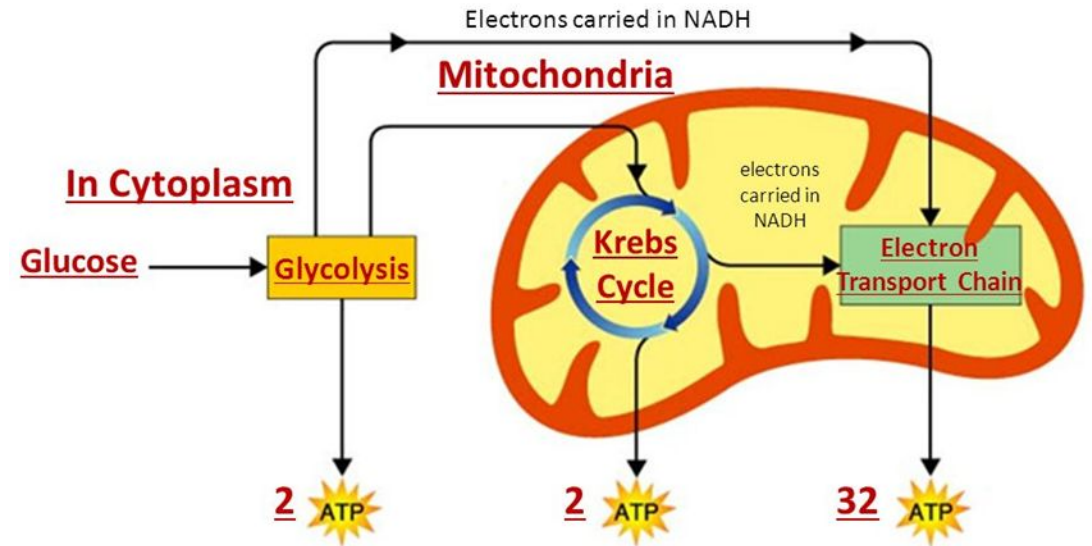 Electrons carried in NADH
Mitochondria
In Cytoplasm
electrons
carried in
NADH
Glucose
Glycolysis
Krebs
Cycle
Electron
Transport Chain
2 ATP
2 ATP
32 ATP